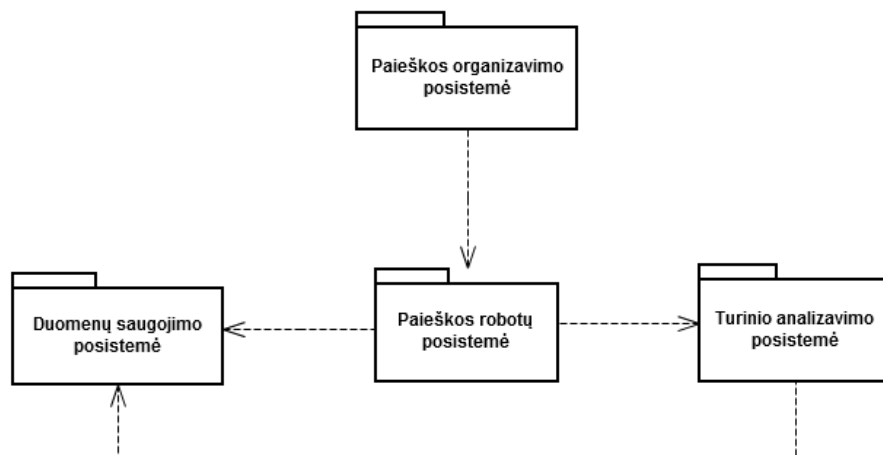 Paieškos organizavimo
posistemė
Duomenų saugojimo
posistemė
Paieškos robotų
posistemė
Turinio analizavimo
posistemė